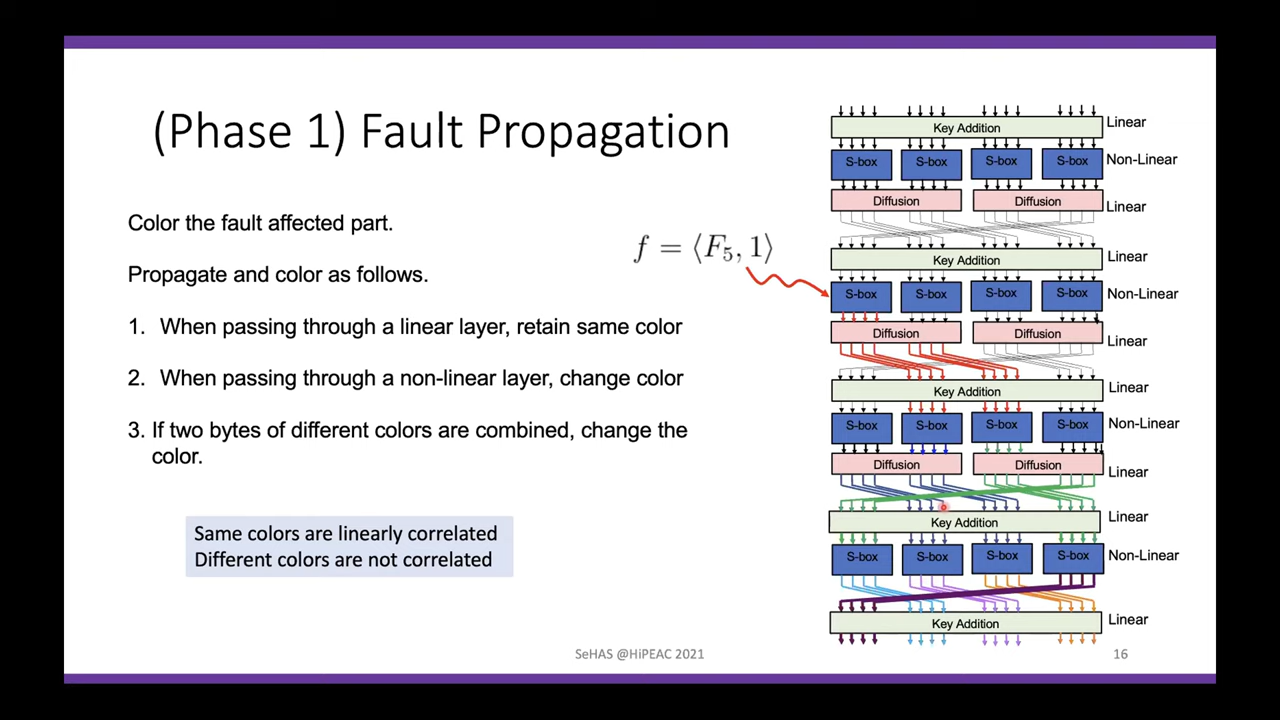 (Phase 1) Fault Propagation
Color the fault affected part.
Propagate and color as follows.
1. When passing through a linear layer, retain same color
2. When passing through a non-linear layer, change color
3. If two bytes of different colors are combined, change the
color.
Same colors are linearly correlated
Different colors are not correlated
f = ⟨F₅, 1⟩
Key Addition Linear
S-box S-box S-box S-box Non-Linear
Diffusion Diffusion Linear
Key Addition Linear
S-box S-box S-box S-box Non-Linear
Diffusion Diffusion Linear
Key Addition Linear
S-box S-box S-box S-box Non-Linear
Diffusion Diffusion Linear
Key Addition Linear
S-box S-box S-box S-box Non-Linear
Key Addition Linear
SeHAS @HiPEAC 2021
16